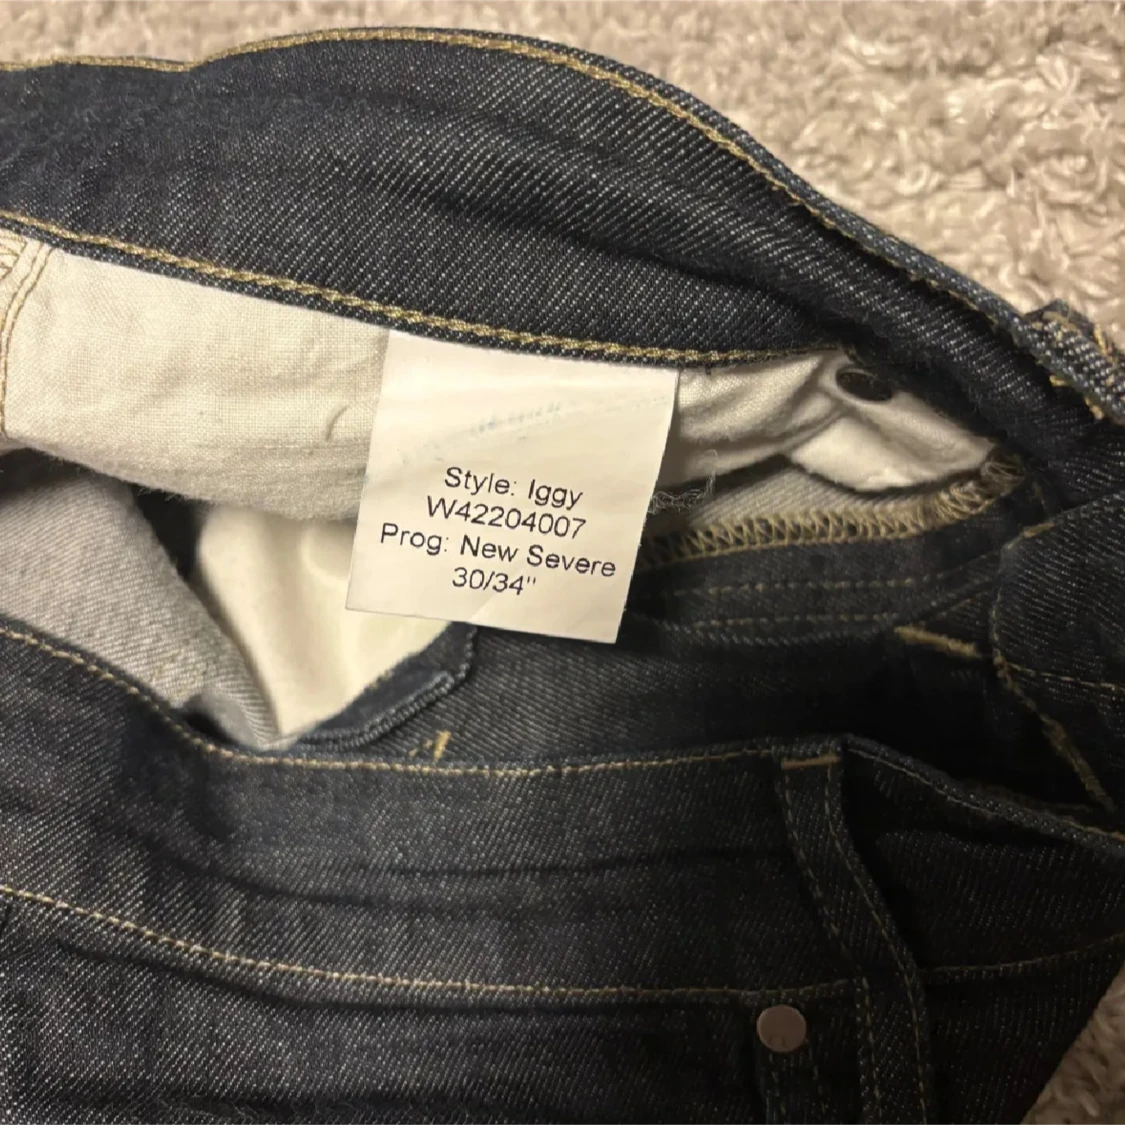 Style: Iggy
W42204007
Prog: New Severe
30/34"